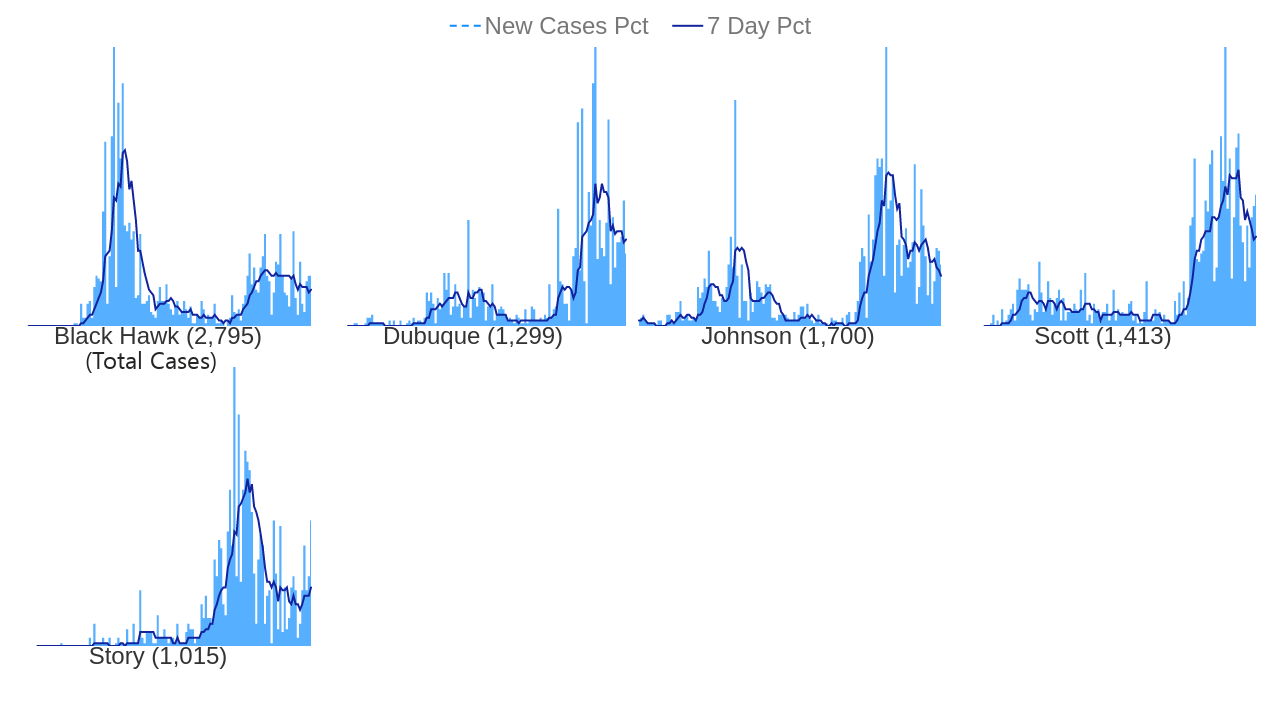 New Cases Pct 7 Day Pct
Black Hawk (2,795)
(Total Cases)
Dubuque (1,299)
Johnson (1,700)
Scott (1,413)
Story (1,015)